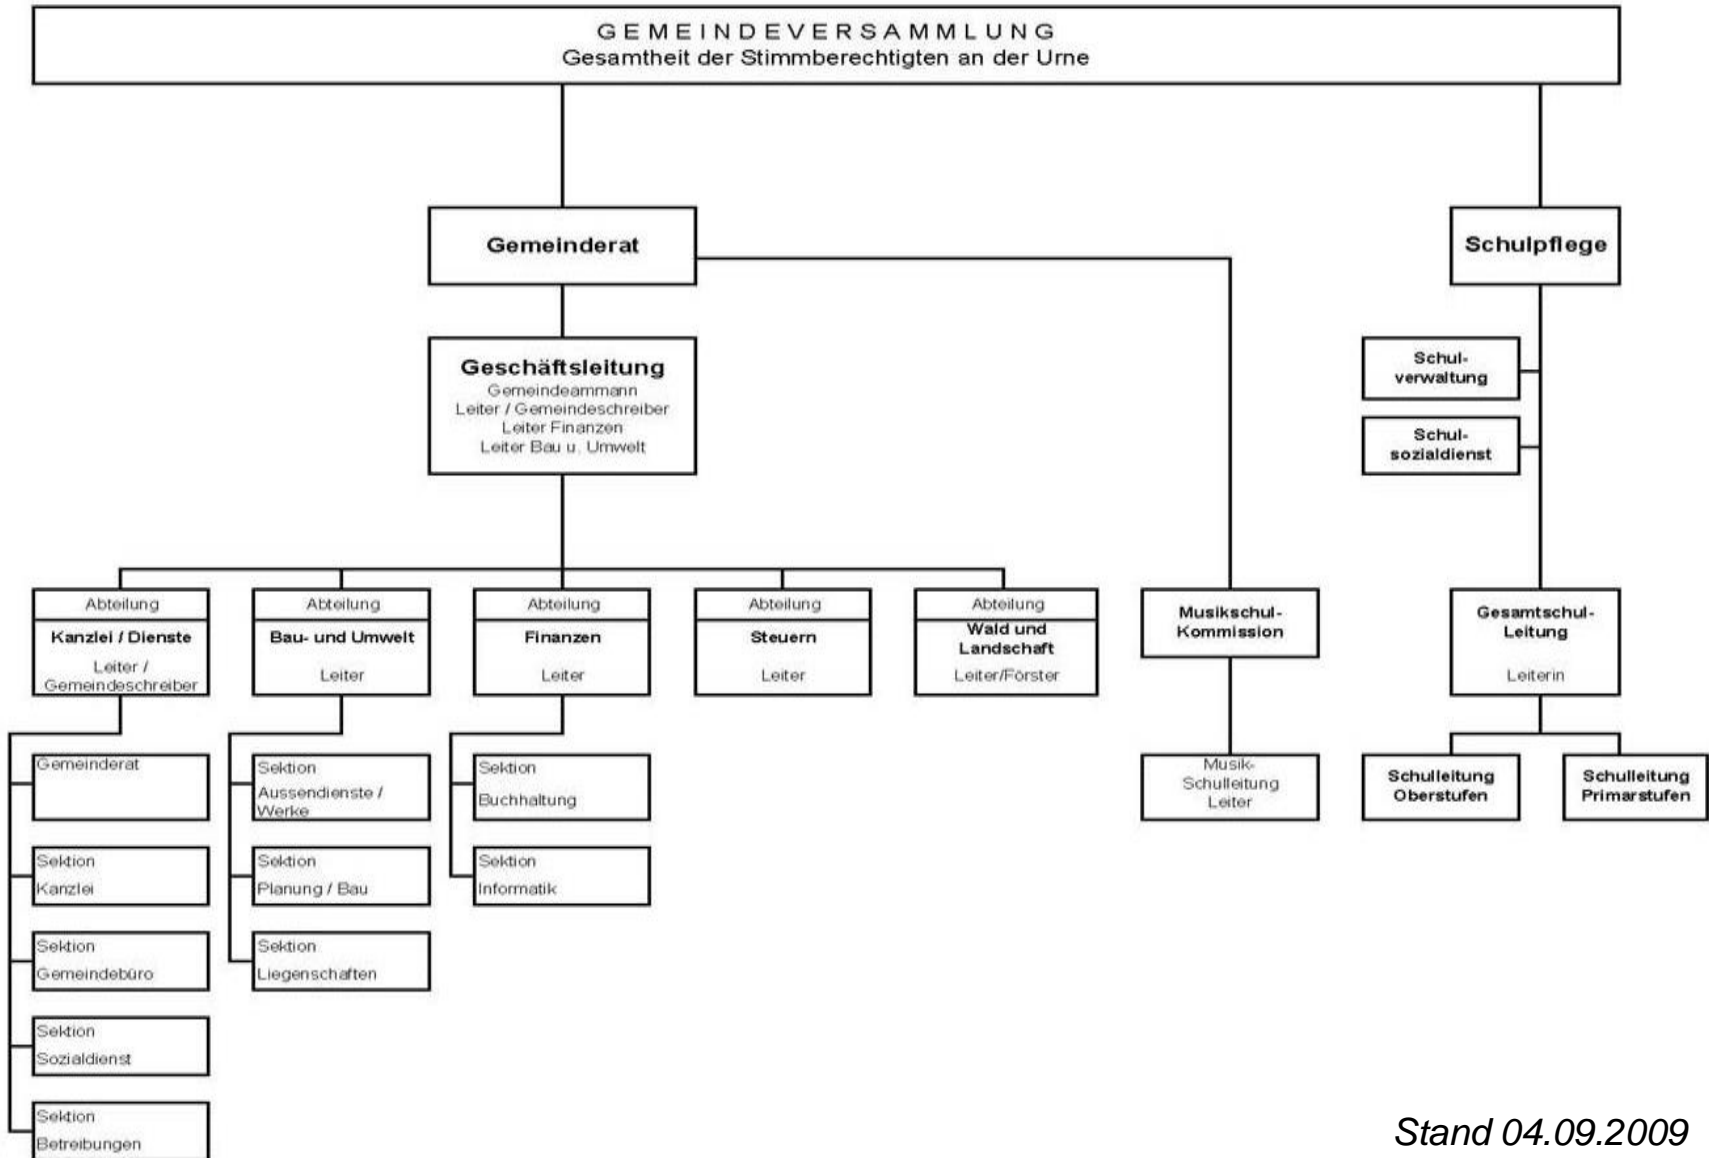 GEMEINDEVERSAMMLUNG
Gesamtheit der Stimmberechtigten an der Urne
Gemeinderat
Schulpflege
Geschäftsleitung
Gemeindeammann
Leiter / Gemeindeschreiber
Leiter Finanzen
Leiter Bau u. Umwelt
Schul-
verwaltung
Schul-
sozialdienst
Abteilung
Kanzlei / Dienste
Leiter /
Gemeindeschreiber
Abteilung
Bau- und Umwelt
Leiter
Abteilung
Finanzen
Leiter
Abteilung
Steuern
Leiter
Abteilung
Wald und
Landschaft
Leiter/Förster
Musikschul-
Kommission
Gesamtschul-
Leitung
Leiterin
Gemeinderat
Sektion
Kanzlei
Sektion
Gemeindebüro
Sektion
Sozialdienst
Sektion
Betreibungen
Sektion
Aussendienste /
Werke
Sektion
Planung / Bau
Sektion
Liegenschaften
Sektion
Buchhaltung
Sektion
Informatik
Musik-
Schulleitung
Leiter
Schulleitung
Oberstufen
Schulleitung
Primarstufen
Stand 04.09.2009